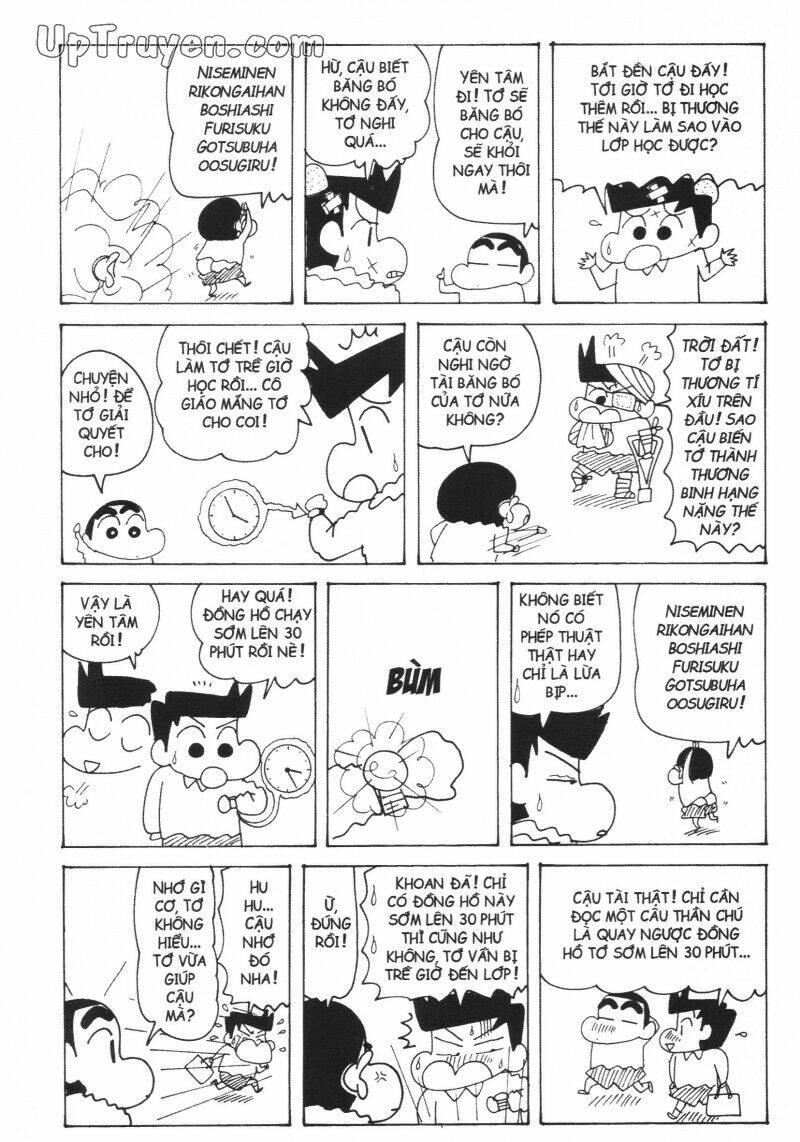 UpTruyen.com
BẮT ĐỀN CẬU ĐẤY!
TỚI GIỜ TỚ ĐI HỌC
THÊM RỒI... BỊ THƯƠNG
THẾ NÀY LÀM SAO VÀO
LỚP HỌC ĐƯỢC?
YÊN TÂM
ĐI! TỚ SẼ
BĂNG BÓ
CHO CẬU,
SẼ KHỎI
NGAY THÔI
MÀ!
HỪ, CẬU BIẾT
BĂNG BÓ
KHÔNG ĐẤY,
TỚ NGHI
QUÁ...
NISEMINEN
RIKONGAIHAN
BOSHIASHI
FURISUKU
GOTSUBUHA
OOSUGIRU!
TRỜI ĐẤT!
TỚ BỊ
THƯƠNG TÍ
XÍU TRÊN
ĐẦU! SAO
CẬU BIẾN
TỚ THÀNH
THƯƠNG
BINH HẠNG
NẶNG THẾ
NÀY?
CẬU CÒN
NGHI NGỜ
TÀI BĂNG BÓ
CỦA TỚ NỮA
KHÔNG?
THÔI CHẾT! CẬU
LÀM TỚ TRỄ GIỜ
HỌC RỒI... CÔ
GIÁO MẮNG TỚ
CHO COI!
CHUYỆN
NHỎ! ĐỂ
TỚ GIẢI
QUYẾT
CHO!
NISEMINEN
RIKONGAIHAN
BOSHIASHI
FURISUKU
GOTSUBUHA
OOSUGIRU!
KHÔNG BIẾT
NÓ CÓ
PHÉP THUẬT
THẬT HAY
CHỈ LÀ LỪA
BỊP...
BÙM
HAY QUÁ!
ĐỒNG HỒ CHẠY
SỚM LÊN 30
PHÚT RỒI NÈ!
VẬY LÀ
YÊN TÂM
RỒI!
CẬU TÀI THẬT! CHỈ CẦN
ĐỌC MỘT CÂU THẦN CHÚ
LÀ QUAY NGƯỢC ĐỒNG
HỒ TỚ SỚM LÊN 30 PHÚT...
KHOAN ĐÃ! CHỈ
CÓ ĐỒNG HỒ NÀY
SỚM LÊN 30 PHÚT
THÌ CŨNG NHƯ
KHÔNG, TỚ VẪN BỊ
TRỄ GIỜ ĐẾN LỚP!
Ừ,
ĐÚNG
RỒI!
HU
HU...
CẬU
NHỚ
ĐÓ
NHA!
NHỚ GÌ
CƠ, TỚ
KHÔNG
HIỂU...
TỚ VỪA
GIÚP
CẬU
MÀ?